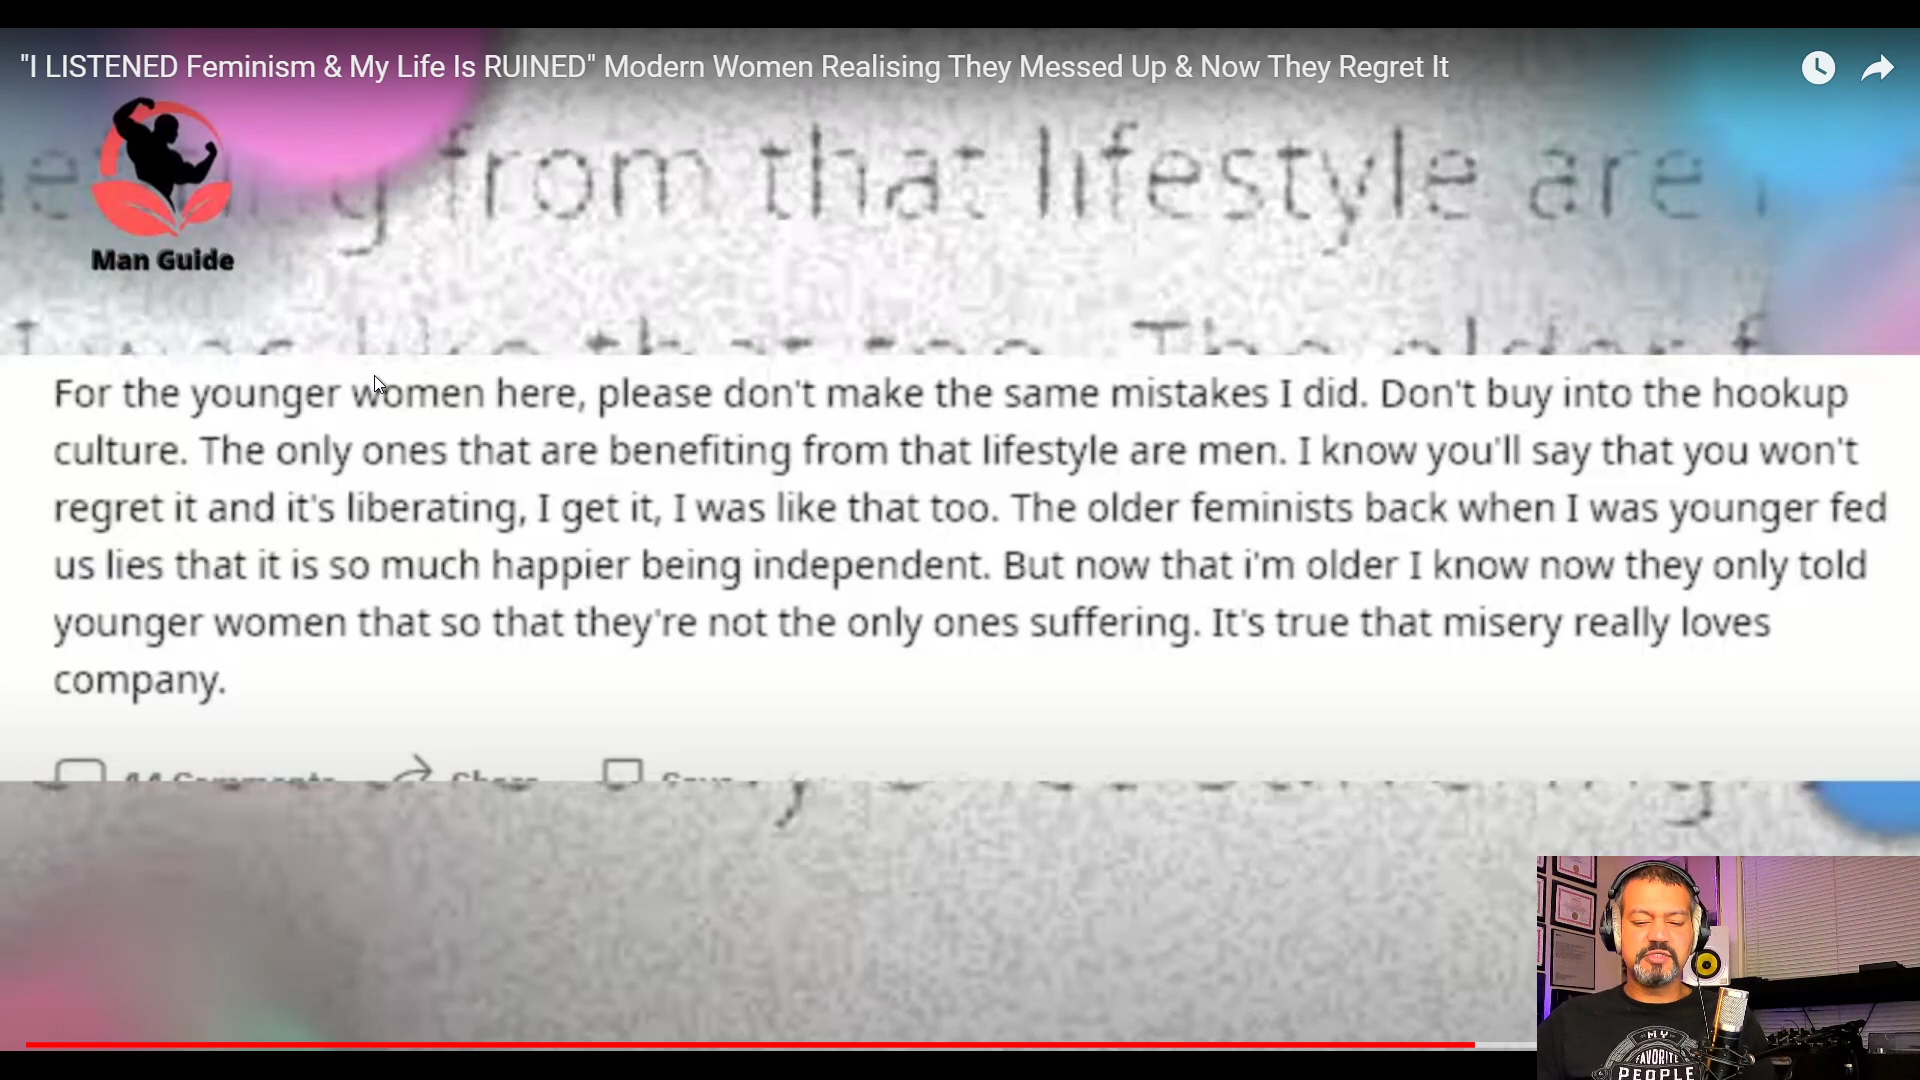 "I LISTENED Feminism & My Life Is RUINED" Modern Women Realising They Messed Up & Now They Regret It
from that lifestyle are
Man Guide
For the younger women here, please don't make the same mistakes I did. Don't buy into the hookup
culture. The only ones that are benefiting from that lifestyle are men. I know you'll say that you won't
regret it and it's liberating, I get it, I was like that too. The older feminists back when I was younger fed
us lies that it is so much happier being independent. But now that i'm older I know now they only told
younger women that so that they're not the only ones suffering. It's true that misery really loves
company.
44 Comments Share Save
MY
FAVORITE
PEOPLE